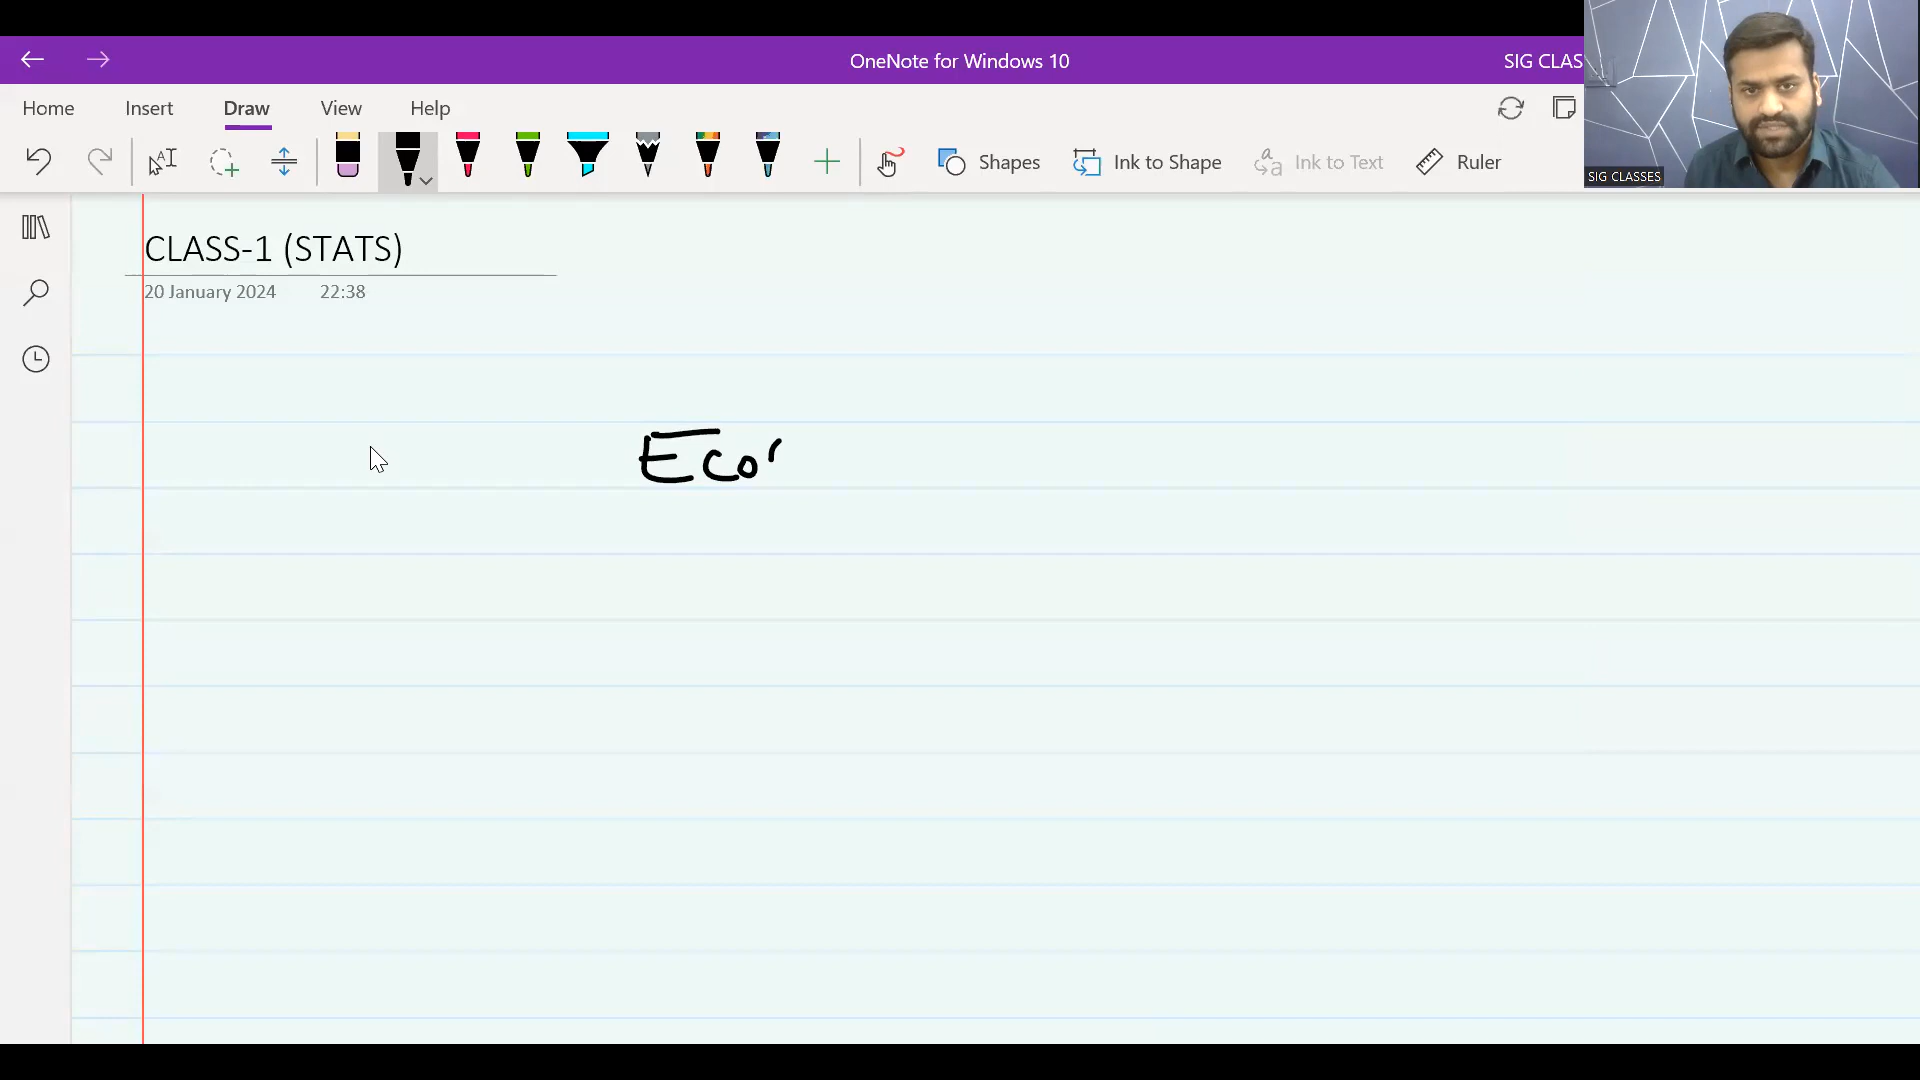 OneNote for Windows 10
SIG CLAS
Home Insert Draw View Help
Shapes Ink to Shape Ink to Text Ruler
SIG CLASSES
CLASS-1 (STATS)
20 January 2024 22:38